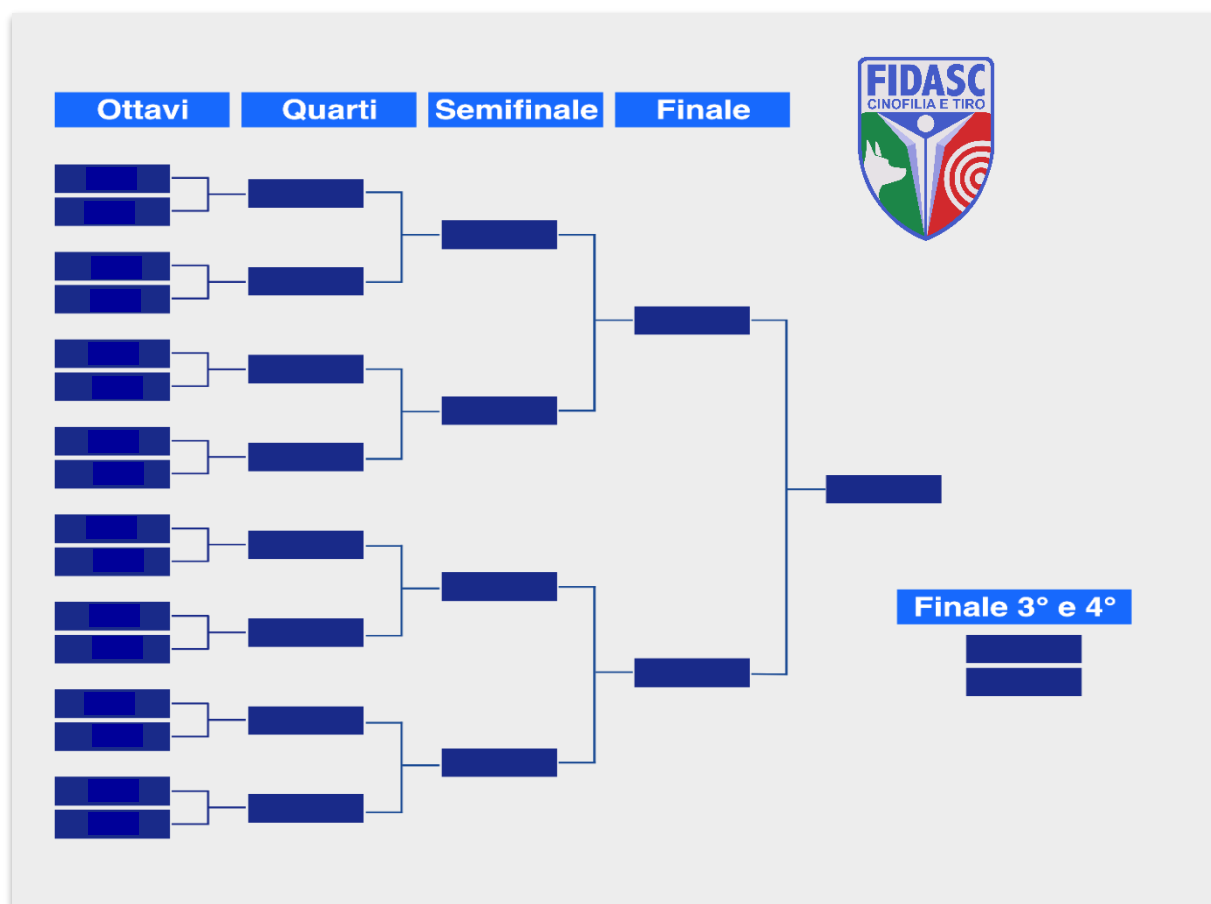 FIDASC
CINOFILIA E TIRO
Ottavi
Quarti
Semifinale
Finale
Finale 3° e 4°